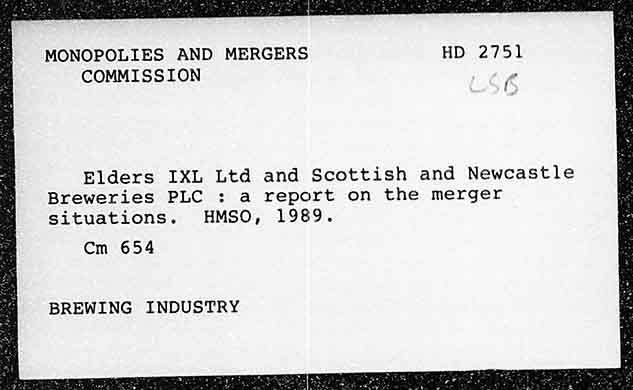 MONOPOLIES AND MERGERS HD 2751
COMMISSION LSB
Elders IXL Ltd and Scottish and Newcastle
Breweries PLC : a report on the merger
situations. HMSO, 1989.
Cm 654
BREWING INDUSTRY